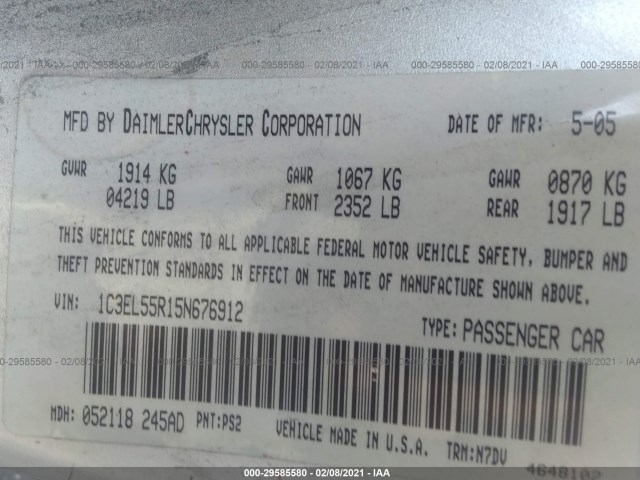 000-29585580 - 02/08/2021 - IAA
MFD BY DAIMLERCHRYSLER CORPORATION DATE OF MFR: 5-05
GVWR 1914 KG GAWR 1067 KG GAWR 0870 KG
04219 LB FRONT 2352 LB REAR 1917 LB
THIS VEHICLE CONFORMS TO ALL APPLICABLE FEDERAL MOTOR VEHICLE SAFETY, BUMPER AND
THEFT PREVENTION STANDARDS IN EFFECT ON THE DATE OF MANUFACTURE SHOWN ABOVE.
VIN: 1C3EL55R15N676912 TYPE: PASSENGER CAR
MDH: 052118 245AD PNT:PS2 VEHICLE MADE IN U.S.A. TRM:N7DV
4648102
000-29585580 - 02/08/2021 - IAA